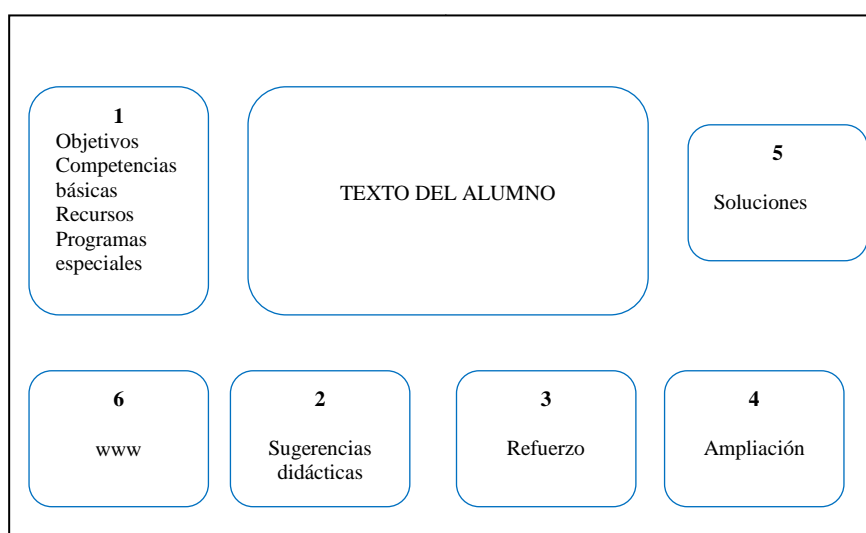 1
Objetivos
Competencias
básicas
Recursos
Programas
especiales
TEXTO DEL ALUMNO
5
Soluciones
6
www
2
Sugerencias
didácticas
3
Refuerzo
4
Ampliación